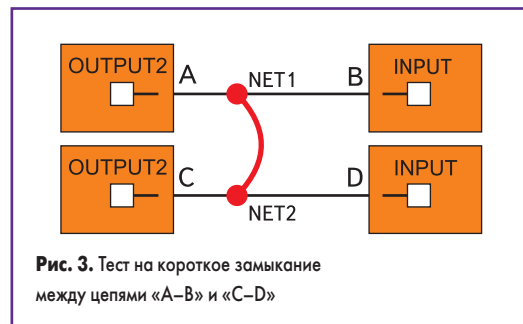 OUTPUT2 A NET1 B INPUT
OUTPUT2 C NET2 D INPUT
Рис. 3. Тест на короткое замыкание
между цепями «A–B» и «C–D»